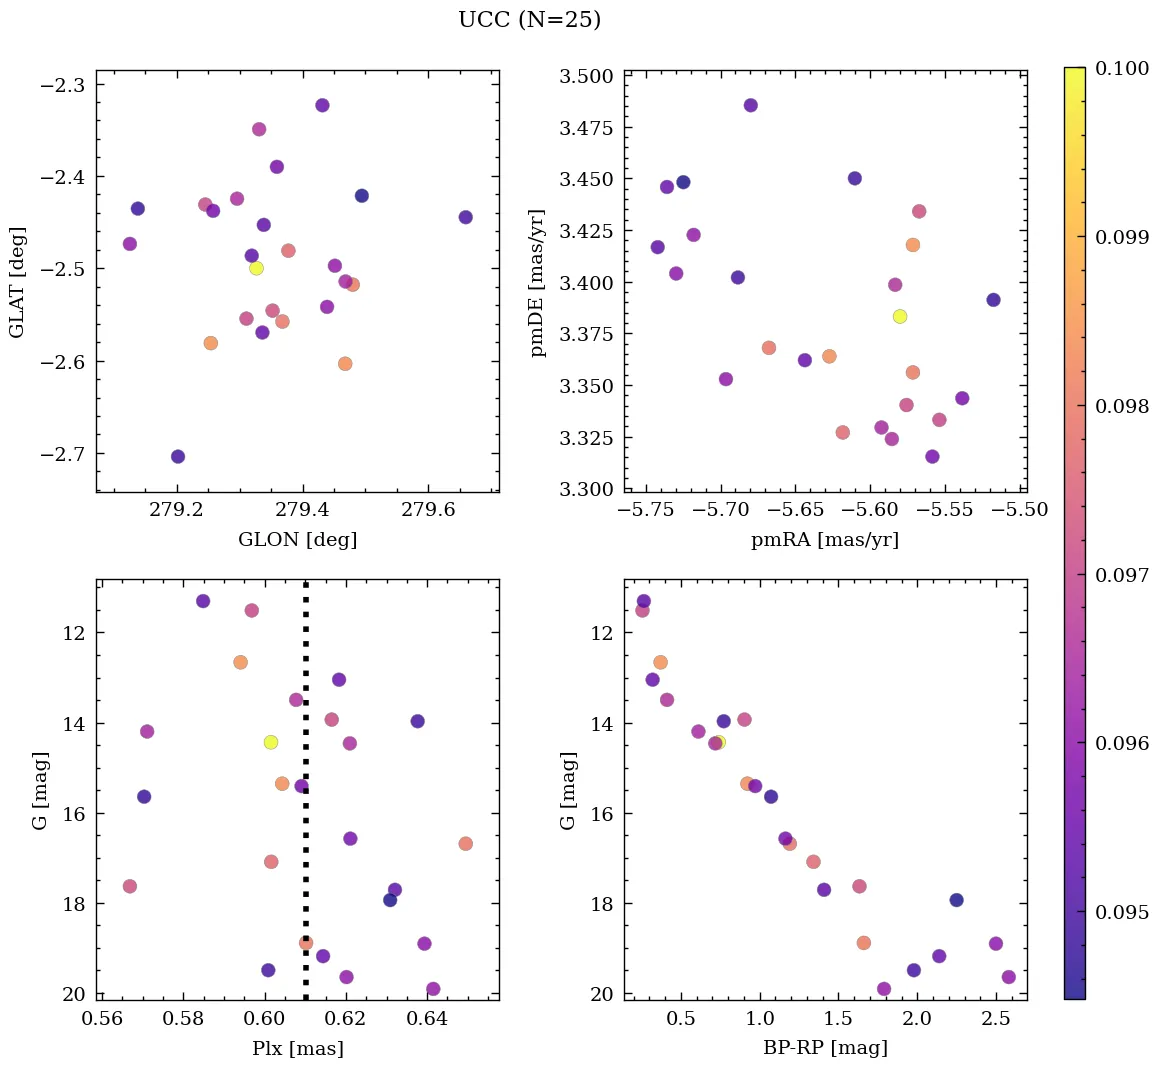 UCC (N=25)
−2.3
−2.4
−2.5
−2.6
−2.7
GLAT [deg]
279.2 279.4 279.6
GLON [deg]
3.500
3.475
3.450
3.425
3.400
3.375
3.350
3.325
3.300
pmDE [mas/yr]
−5.75 −5.70 −5.65 −5.60 −5.55 −5.50
pmRA [mas/yr]
12
14
16
18
20
G [mag]
0.56 0.58 0.60 0.62 0.64
Plx [mas]
12
14
16
18
20
G [mag]
0.5 1.0 1.5 2.0 2.5
BP-RP [mag]
0.100
0.099
0.098
0.097
0.096
0.095